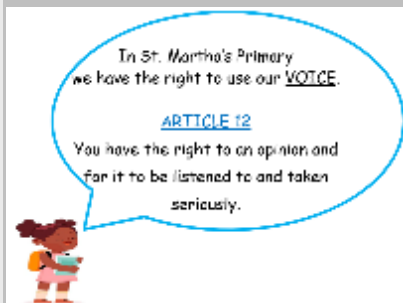 In St. Martha's Primary
we have the right to use our VOICE.
ARTICLE 12
You have the right to an opinion and
for it to be listened to and taken
seriously.